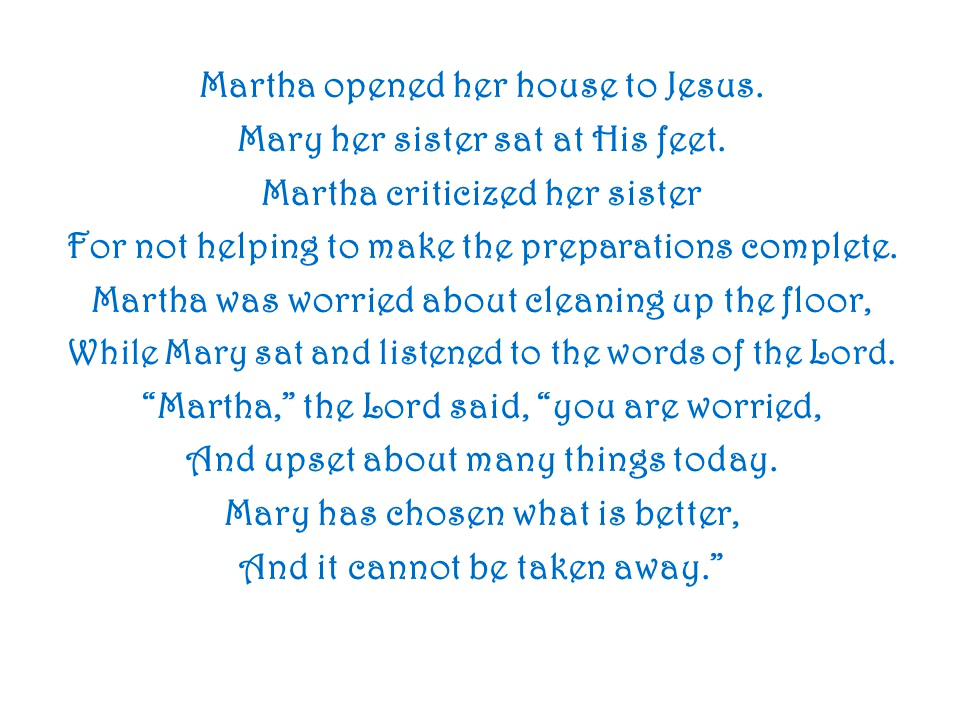 Martha opened her house to Jesus.
Mary her sister sat at His feet.
Martha criticized her sister
For not helping to make the preparations complete.
Martha was worried about cleaning up the floor,
While Mary sat and listened to the words of the Lord.
“Martha,” the Lord said, “you are worried,
And upset about many things today.
Mary has chosen what is better,
And it cannot be taken away.”